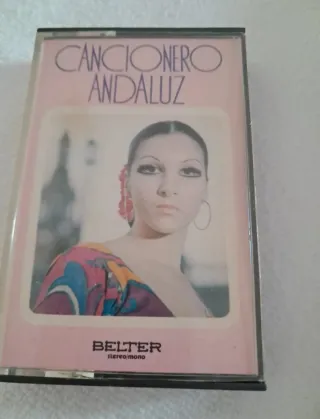 CANCIONERO
ANDALUZ
BELTER
stereo/mono